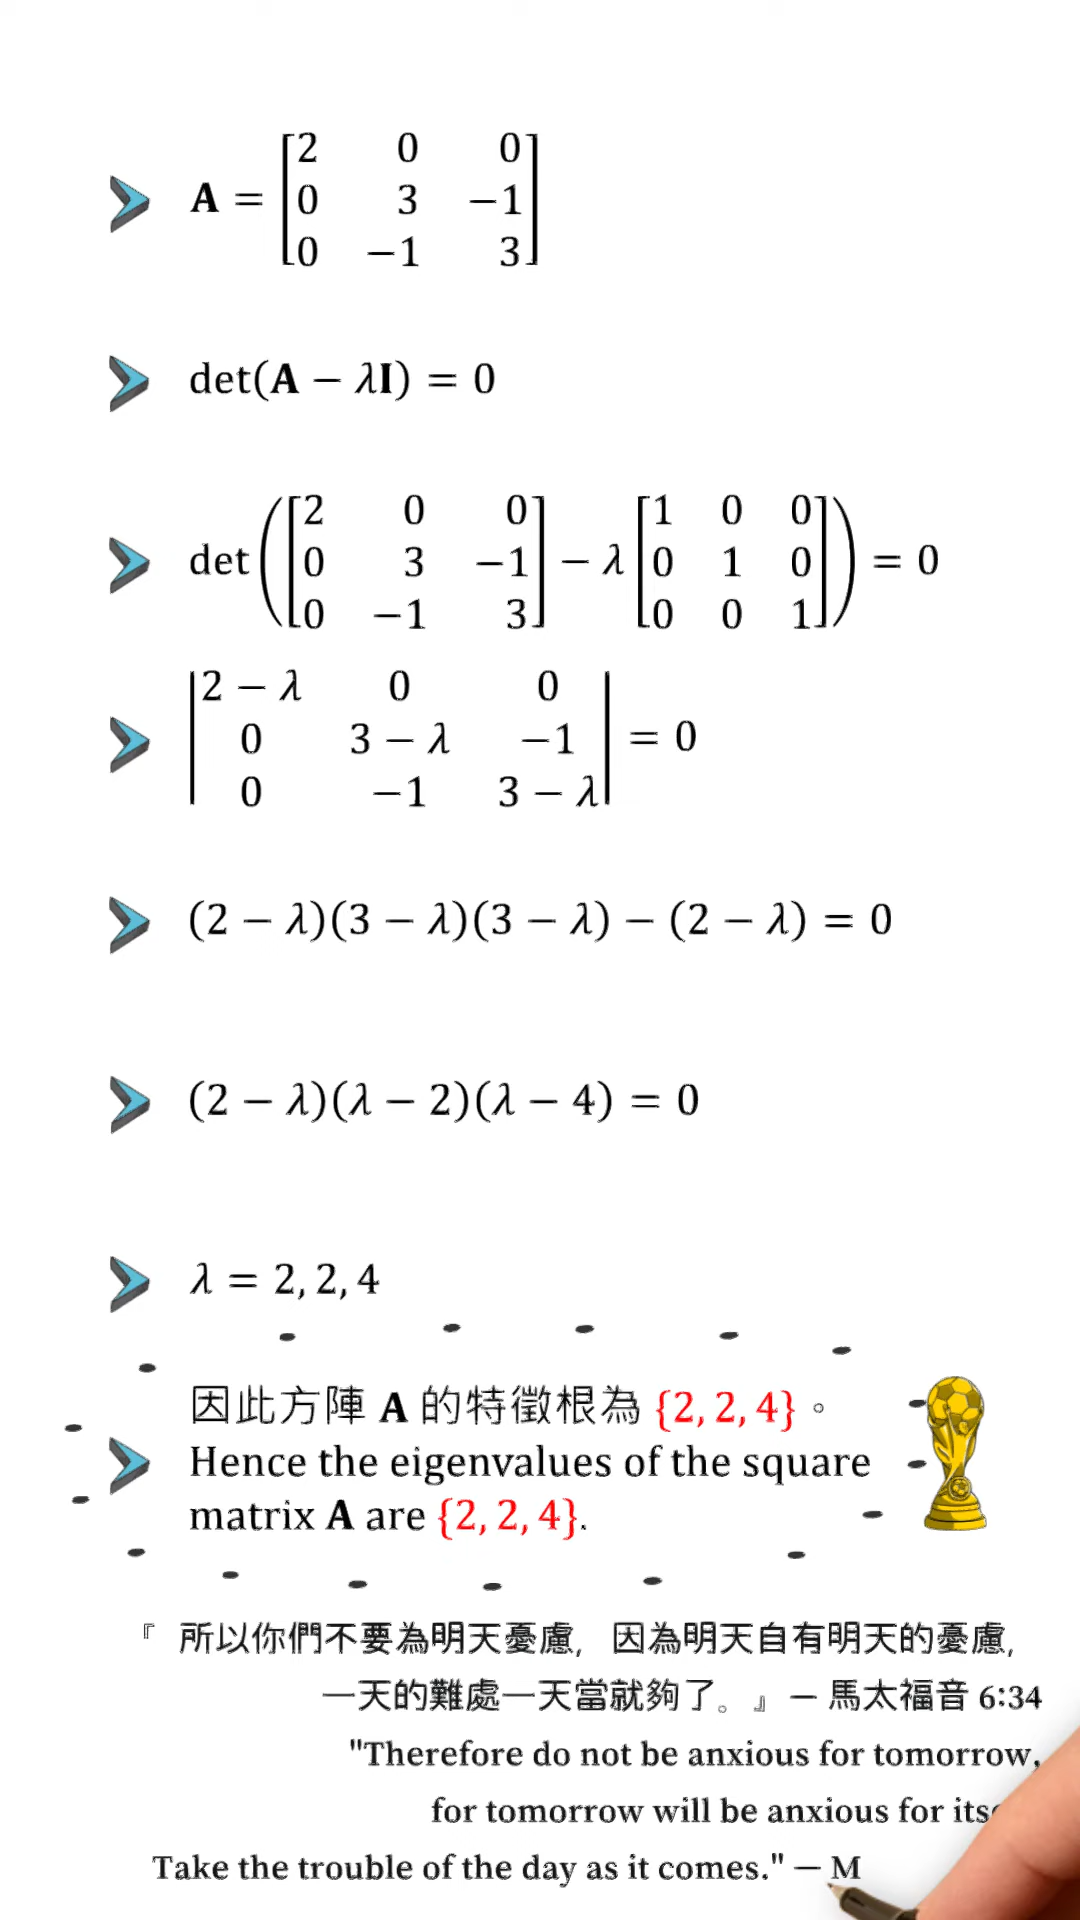 A = [2 0 0
0 3 −1
0 −1 3]
det(A − λI) = 0
det([2 0 0
0 3 −1
0 −1 3] − λ[1 0 0
0 1 0
0 0 1]) = 0
|2 − λ 0 0
0 3 − λ −1
0 −1 3 − λ| = 0
(2 − λ)(3 − λ)(3 − λ) − (2 − λ) = 0
(2 − λ)(λ − 2)(λ − 4) = 0
λ = 2, 2, 4
因此方陣 A 的特徵根為 {2, 2, 4}。
Hence the eigenvalues of the square
matrix A are {2, 2, 4}.
『 所以你們不要為明天憂慮，因為明天自有明天的憂慮，
一天的難處一天當就夠了。』 — 馬太福音 6:34
"Therefore do not be anxious for tomorrow,
for tomorrow will be anxious for
Take the trouble of the day as it comes." — M